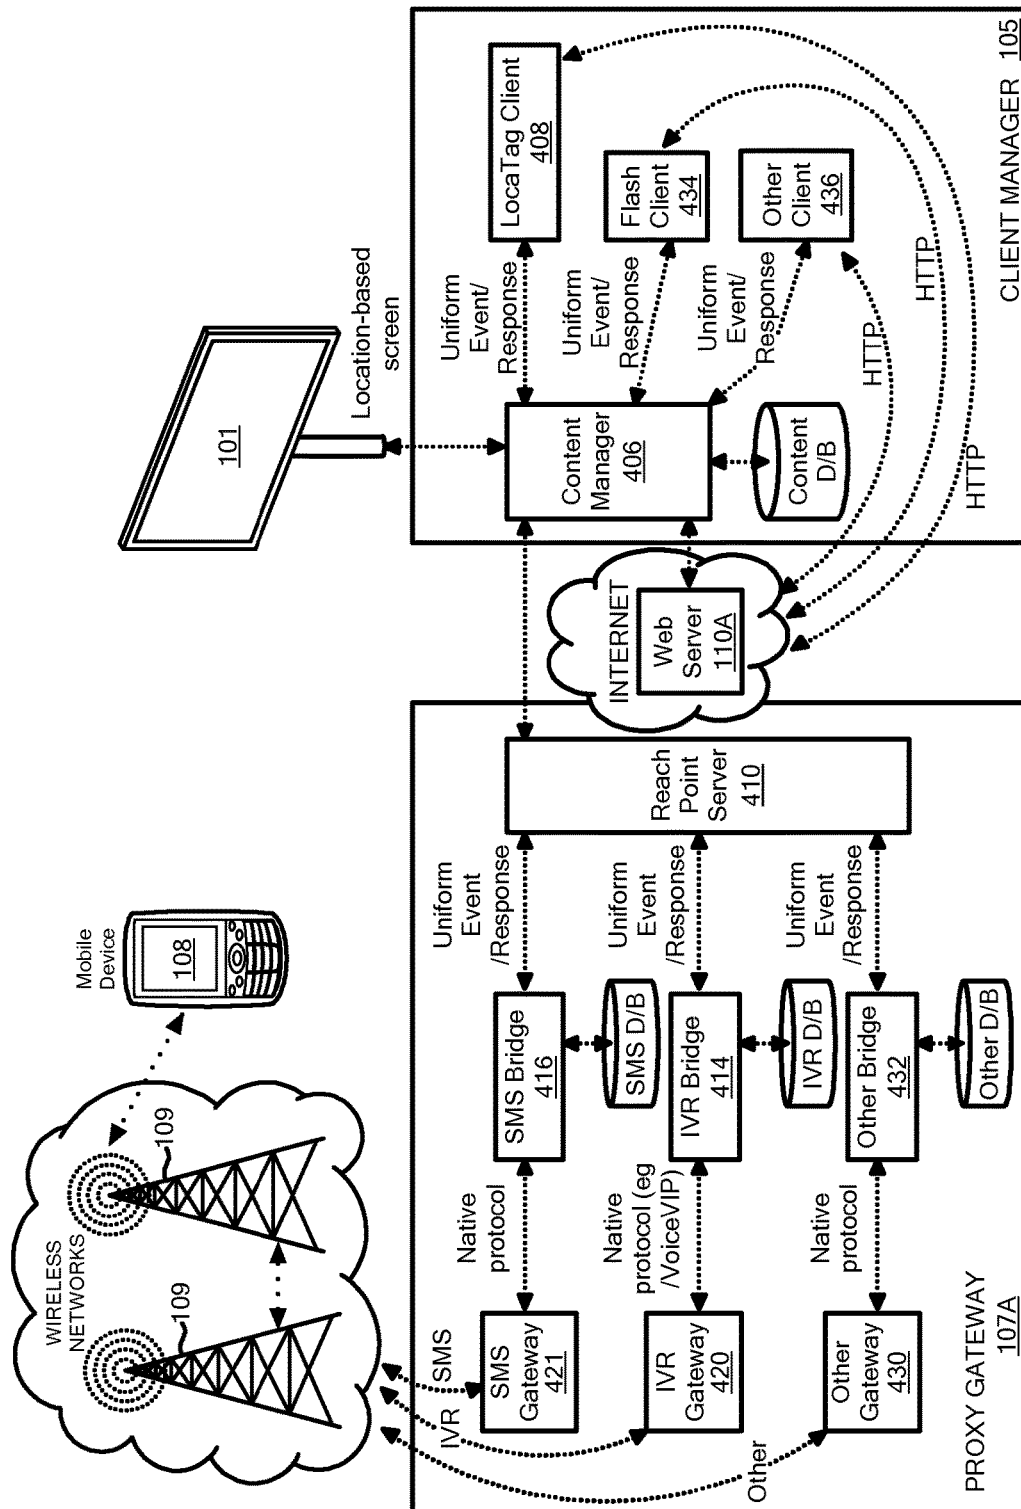 WIRELESS
NETWORKS
109
109
Mobile
Device
108
101
Location-based
screen
SMS
IVR
Other
SMS
Gateway
421
Native
protocol
SMS Bridge
416
SMS D/B
Uniform
Event
/Response
IVR
Gateway
420
Native
protocol (eg
/VoiceVIP)
IVR Bridge
414
IVR D/B
Uniform
Event
/Response
Other
Gateway
430
Native
protocol
Other Bridge
432
Other D/B
Uniform
Event
/Response
Reach
Point
Server
410
PROXY GATEWAY
107A
INTERNET
Web
Server
110A
Content
Manager
406
Content
D/B
Uniform
Event/
Response
LocaTag Client
408
Uniform
Event/
Response
Flash
Client
434
Uniform
Event/
Response
Other
Client
436
HTTP
HTTP
HTTP
CLIENT MANAGER 105